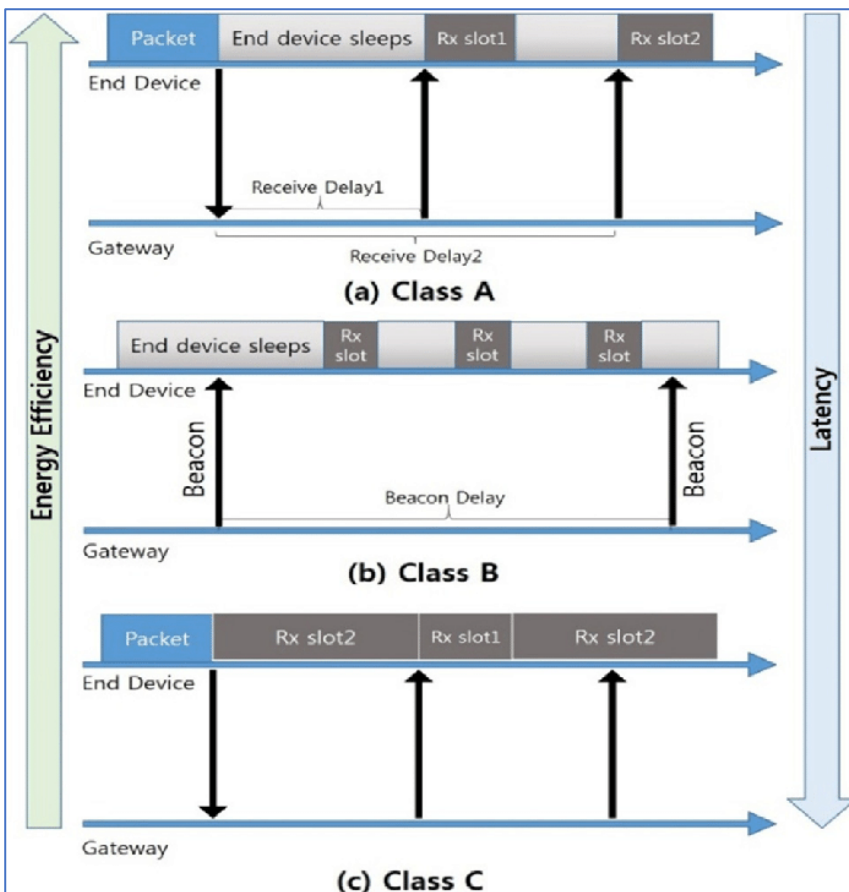 Packet
End device sleeps
Rx slot1
Rx slot2
End Device
Receive Delay1
Gateway
Receive Delay2
(a) Class A
End device sleeps
Rx
slot
Rx
slot
Rx
slot
End Device
Beacon
Beacon
Beacon Delay
Gateway
(b) Class B
Packet
Rx slot2
Rx slot1
Rx slot2
End Device
Gateway
(c) Class C
Energy Efficiency
Latency